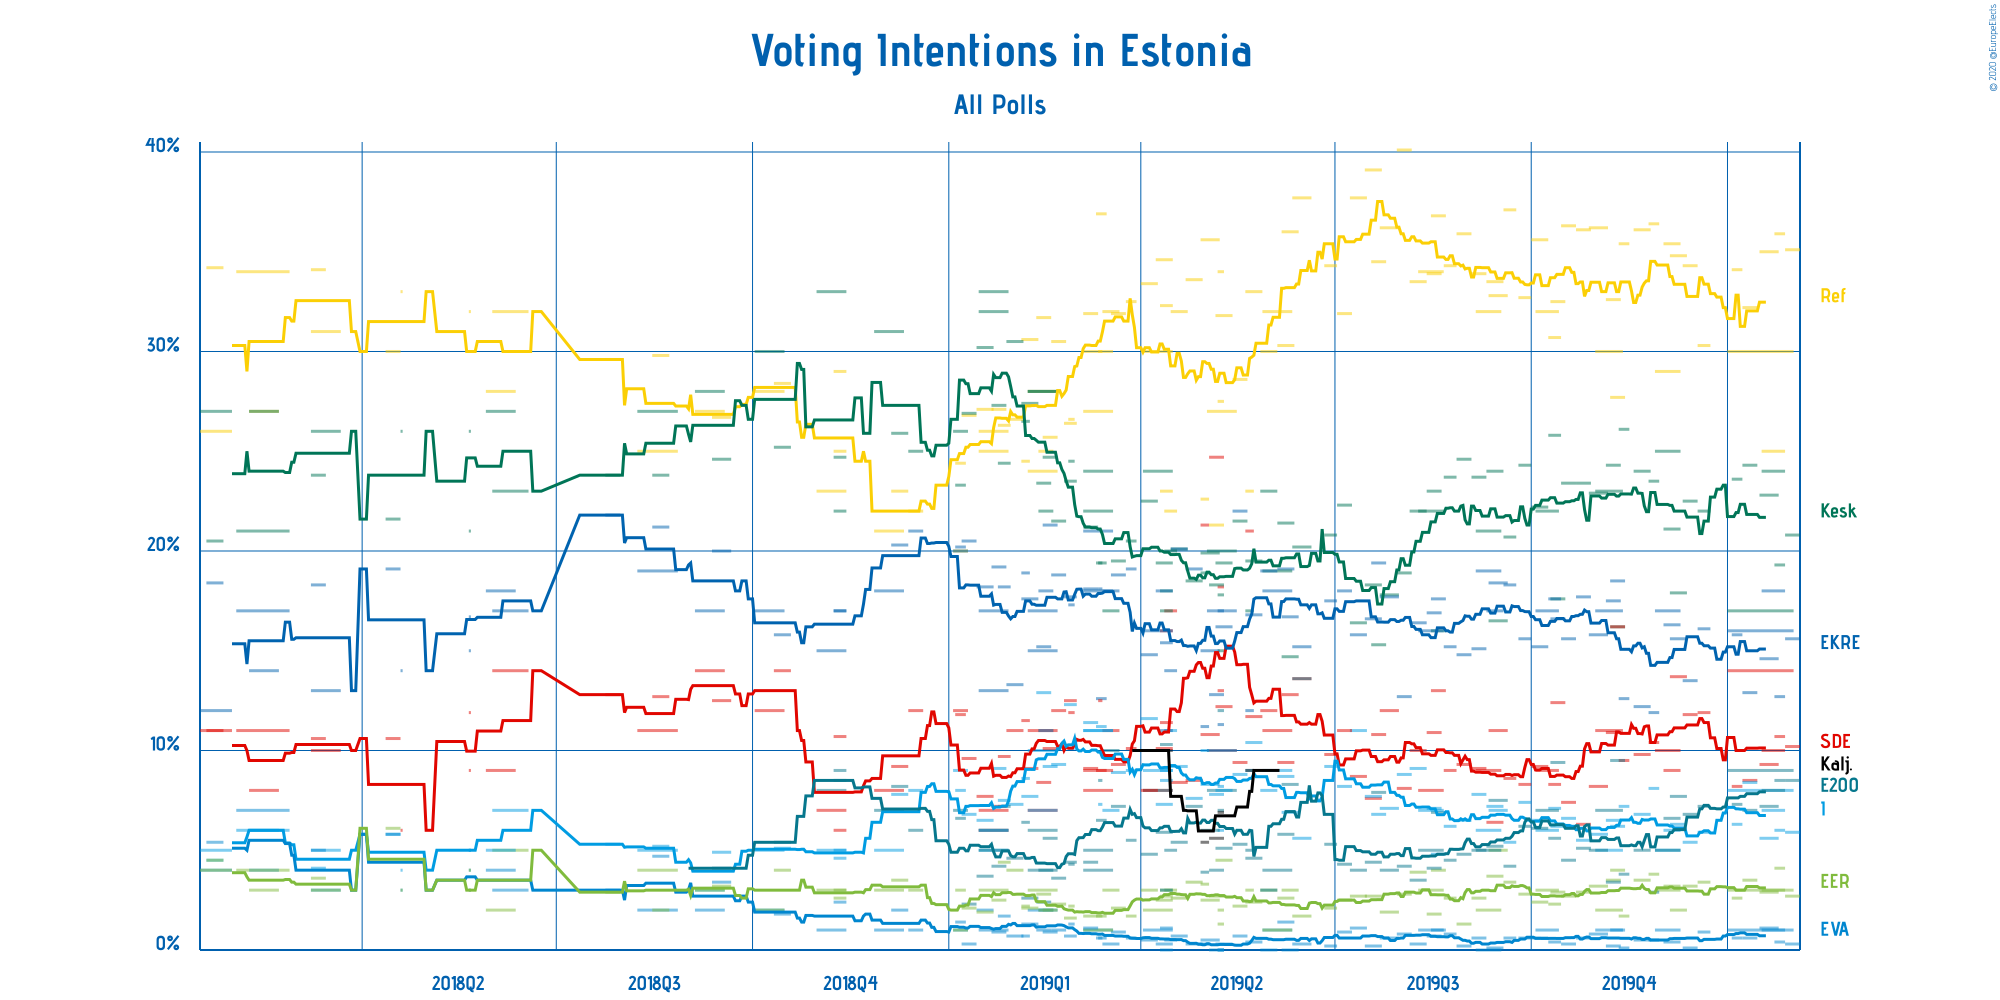 Voting Intentions in Estonia
© 2020 @EuropeElects
All Polls
40%
30%
20%
10%
0%
Ref
Kesk
EKRE
SDE
Kalj.
E200
I
EER
EVA
2018Q2
2018Q3
2018Q4
2019Q1
2019Q2
2019Q3
2019Q4